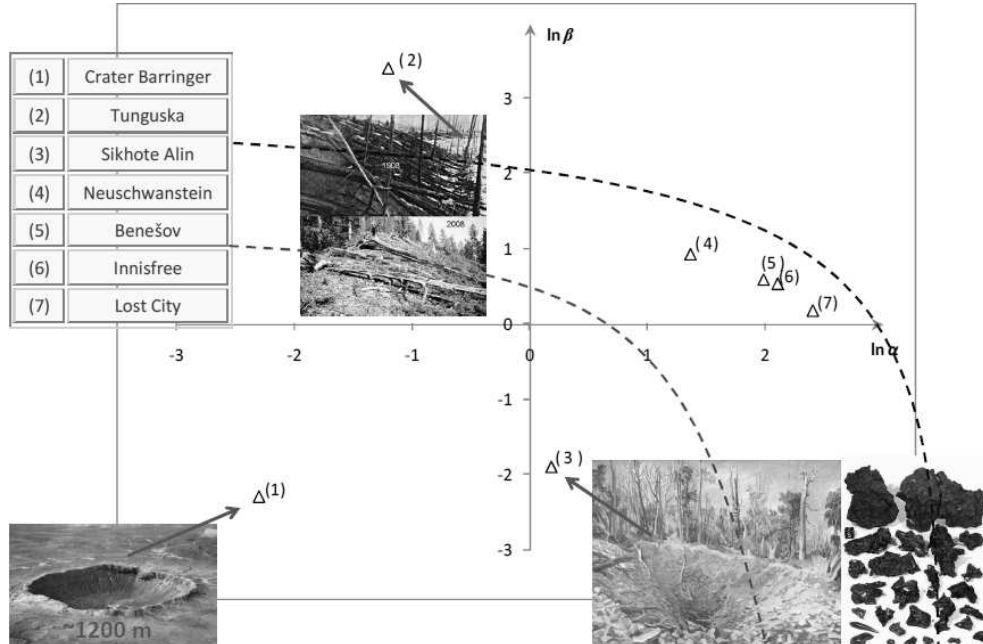 (1) Crater Barringer
(2) Tunguska
(3) Sikhote Alin
(4) Neuschwanstein
(5) Benešov
(6) Innisfree
(7) Lost City
ln β
(2)
3
2
1
0
-1
-2
-3
-3 -2 -1 0 1 2
ln α
1908
2008
(4)
(5)
(6)
(7)
(3)
(1)
~1200 m